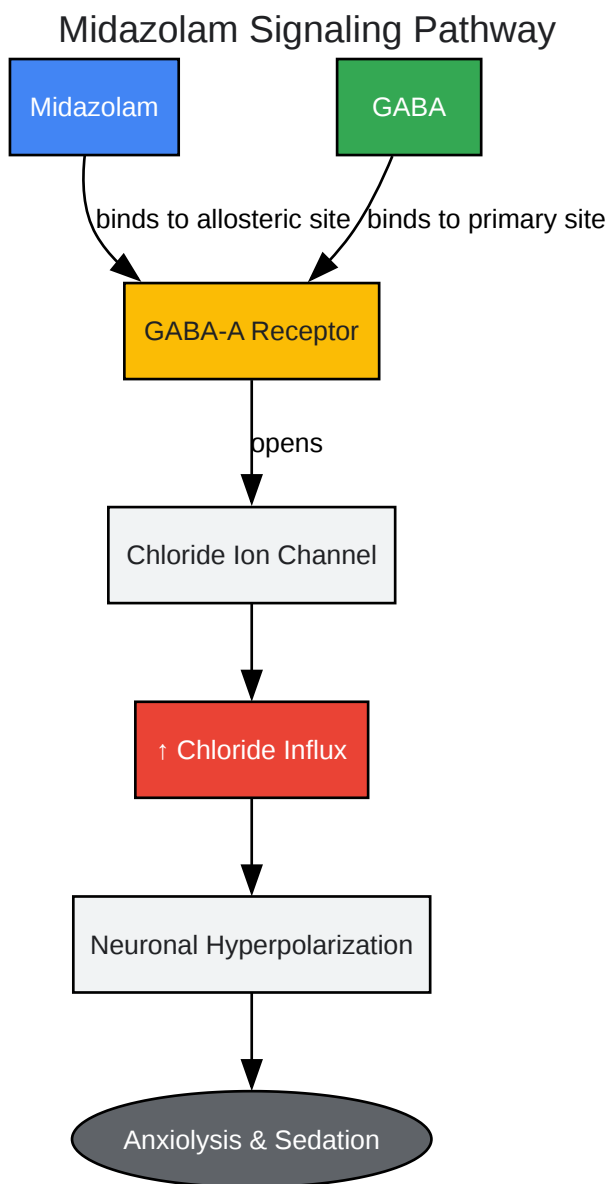 Midazolam Signaling Pathway
Midazolam
GABA
binds to allosteric site
binds to primary site
GABA-A Receptor
opens
Chloride Ion Channel
↑ Chloride Influx
Neuronal Hyperpolarization
Anxiolysis & Sedation